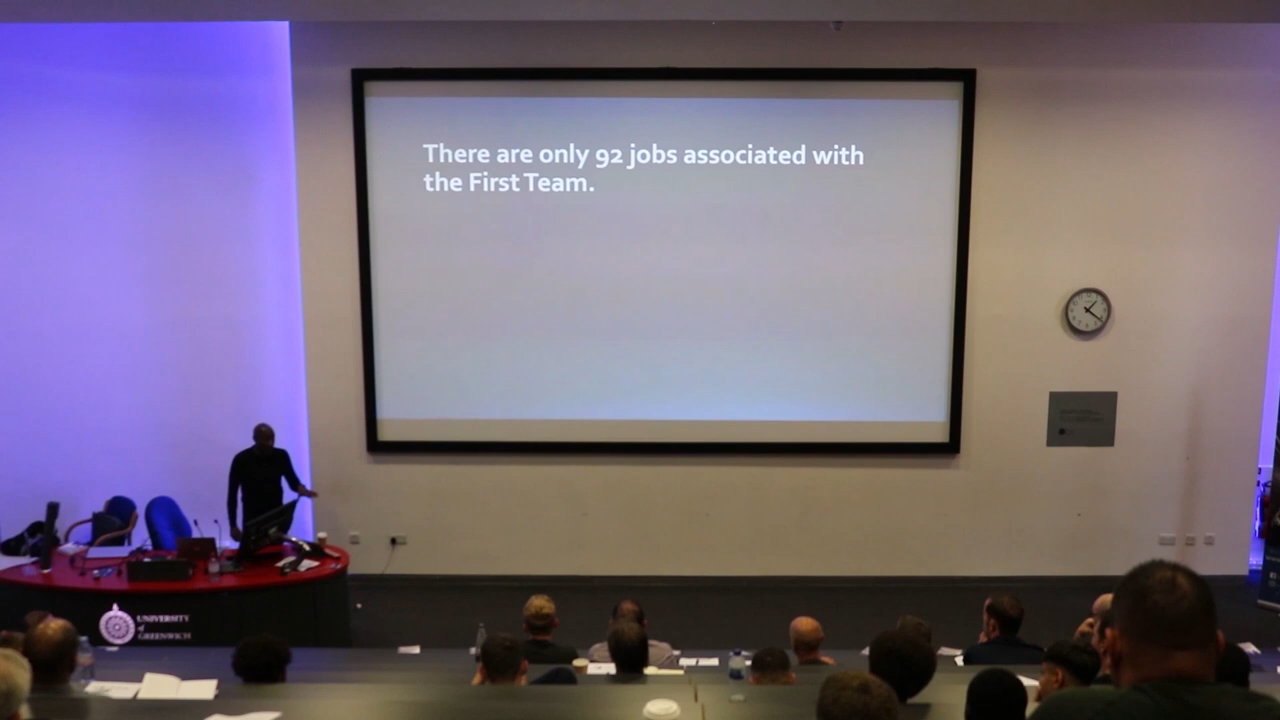 There are only 92 jobs associated with
the First Team.
UNIVERSITY
of
GREENWICH